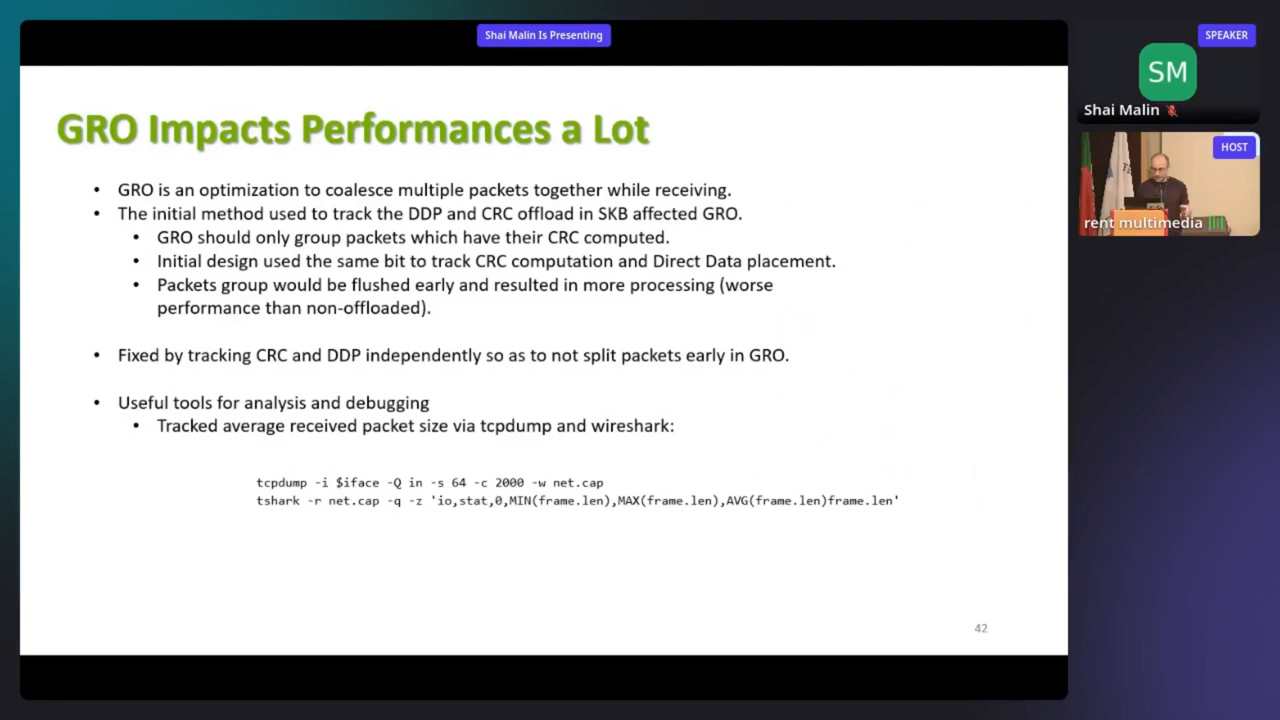 Shai Malin Is Presenting
SPEAKER
SM
Shai Malin
HOST
rent multimedia
GRO Impacts Performances a Lot
• GRO is an optimization to coalesce multiple packets together while receiving.
• The initial method used to track the DDP and CRC offload in SKB affected GRO.
• GRO should only group packets which have their CRC computed.
• Initial design used the same bit to track CRC computation and Direct Data placement.
• Packets group would be flushed early and resulted in more processing (worse
performance than non-offloaded).
• Fixed by tracking CRC and DDP independently so as to not split packets early in GRO.
• Useful tools for analysis and debugging
• Tracked average received packet size via tcpdump and wireshark:
tcpdump -i $iface -Q in -s 64 -c 2000 -w net.cap
tshark -r net.cap -q -z 'io,stat,0,MIN(frame.len),MAX(frame.len),AVG(frame.len)frame.len'
42